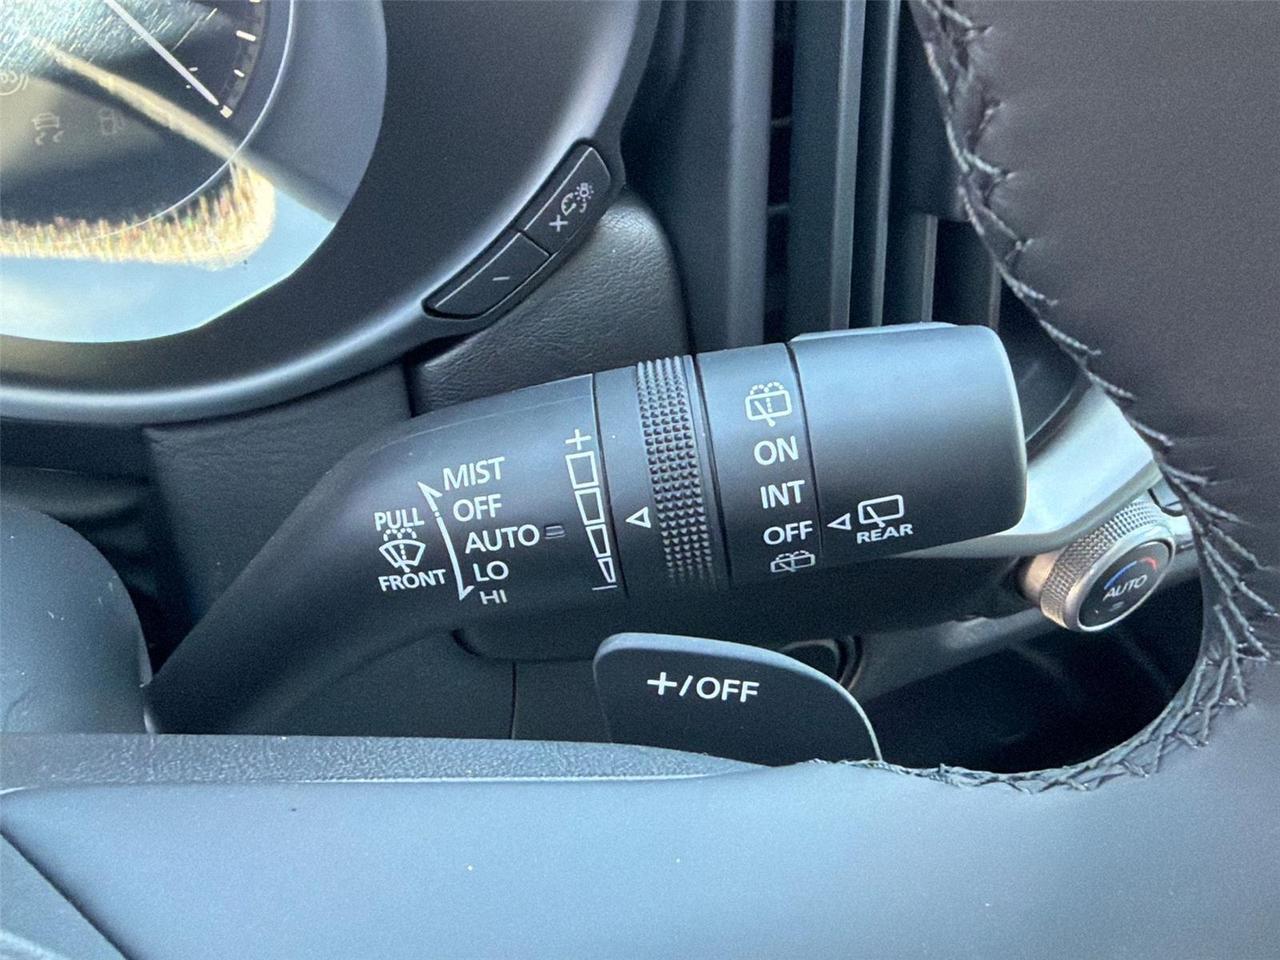 MIST
OFF
AUTO
LO
HI
PULL
FRONT
+
-
ON
INT
OFF
REAR
+/OFF
AUTO
+
-